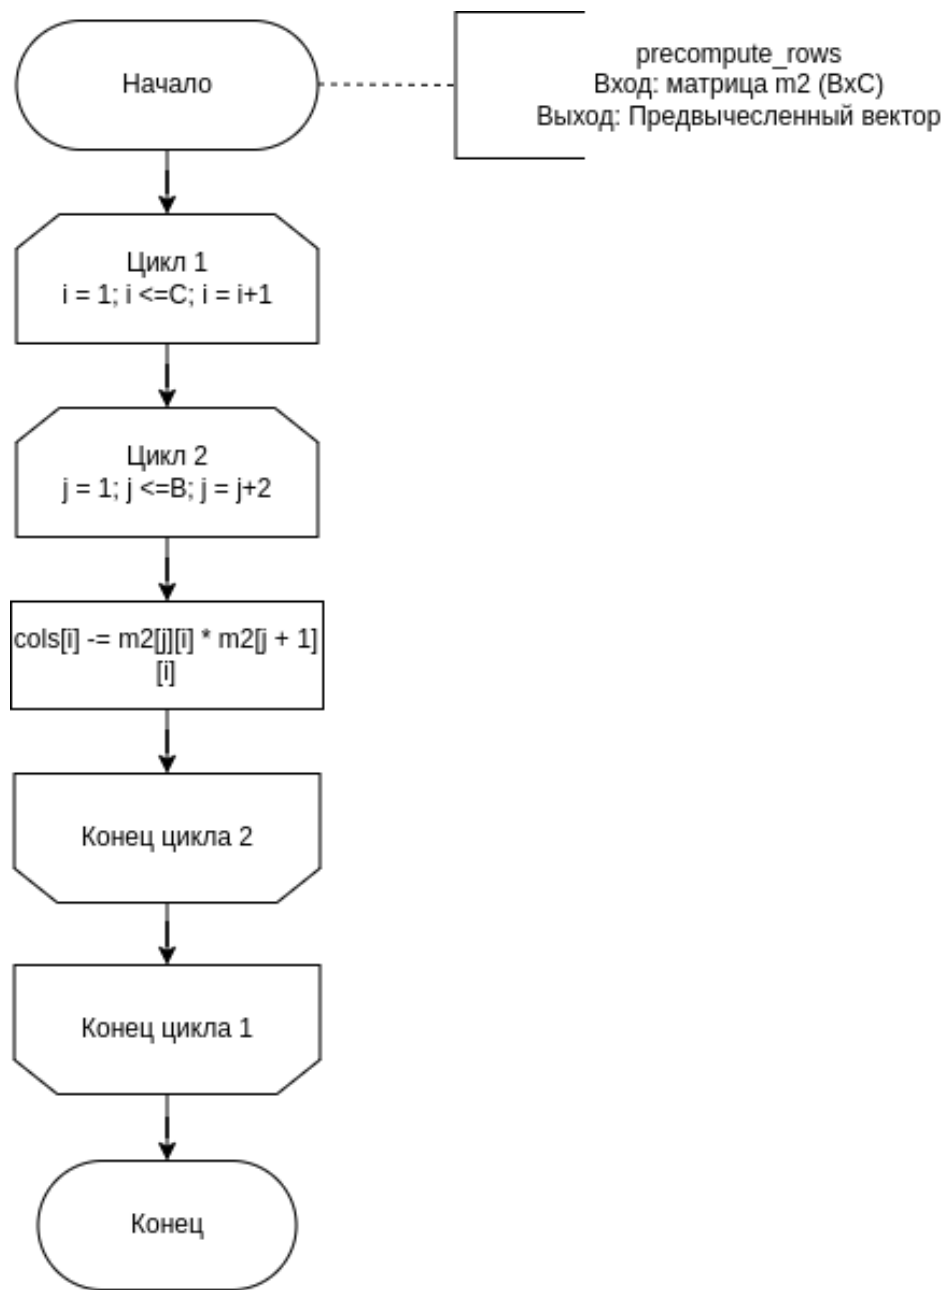 Начало
precompute_rows
Вход: матрица m2 (BxC)
Выход: Предвычесленный вектор
Цикл 1
i = 1; i <=C; i = i+1
Цикл 2
j = 1; j <=B; j = j+2
cols[i] -= m2[j][i] * m2[j + 1]
[i]
Конец цикла 2
Конец цикла 1
Конец